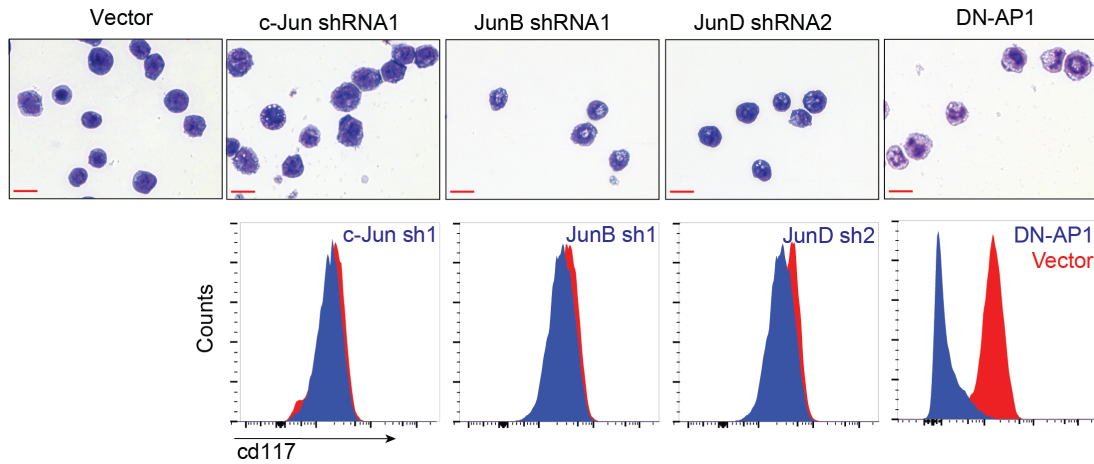 Vector
c-Jun shRNA1
JunB shRNA1
JunD shRNA2
DN-AP1
c-Jun sh1
JunB sh1
JunD sh2
DN-AP1
Vector
Counts
cd117